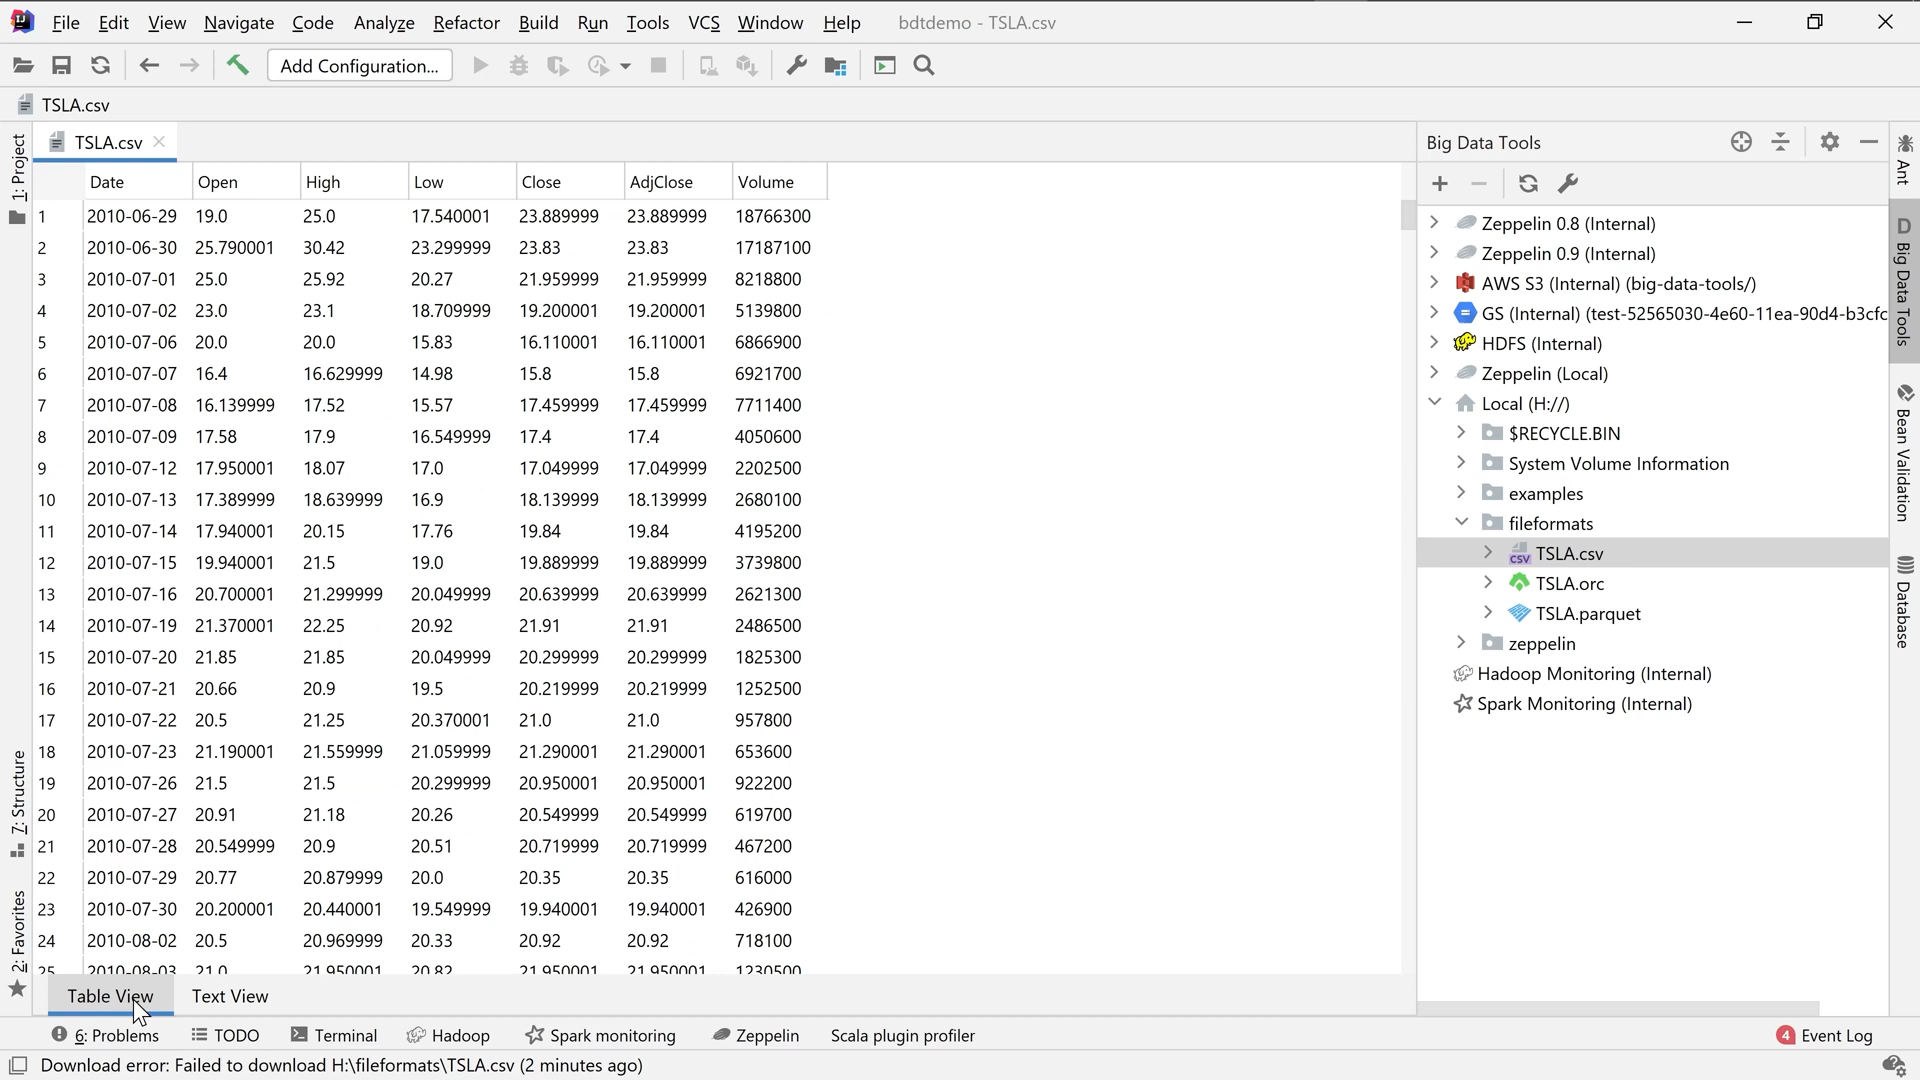 File Edit View Navigate Code Analyze Refactor Build Run Tools VCS Window Help bdtdemo - TSLA.csv
Add Configuration...
TSLA.csv
TSLA.csv
Date Open High Low Close AdjClose Volume
1 2010-06-29 19.0 25.0 17.540001 23.889999 23.889999 18766300
2 2010-06-30 25.790001 30.42 23.299999 23.83 23.83 17187100
3 2010-07-01 25.0 25.92 20.27 21.959999 21.959999 8218800
4 2010-07-02 23.0 23.1 18.709999 19.200001 19.200001 5139800
5 2010-07-06 20.0 20.0 15.83 16.110001 16.110001 6866900
6 2010-07-07 16.4 16.629999 14.98 15.8 15.8 6921700
7 2010-07-08 16.139999 17.52 15.57 17.459999 17.459999 7711400
8 2010-07-09 17.58 17.9 16.549999 17.4 17.4 4050600
9 2010-07-12 17.950001 18.07 17.0 17.049999 17.049999 2202500
10 2010-07-13 17.389999 18.639999 16.9 18.139999 18.139999 2680100
11 2010-07-14 17.940001 20.15 17.76 19.84 19.84 4195200
12 2010-07-15 19.940001 21.5 19.0 19.889999 19.889999 3739800
13 2010-07-16 20.700001 21.299999 20.049999 20.639999 20.639999 2621300
14 2010-07-19 21.370001 22.25 20.92 21.91 21.91 2486500
15 2010-07-20 21.85 21.85 20.049999 20.299999 20.299999 1825300
16 2010-07-21 20.66 20.9 19.5 20.219999 20.219999 1252500
17 2010-07-22 20.5 21.25 20.370001 21.0 21.0 957800
18 2010-07-23 21.190001 21.559999 21.059999 21.290001 21.290001 653600
19 2010-07-26 21.5 21.5 20.299999 20.950001 20.950001 922200
20 2010-07-27 20.91 21.18 20.26 20.549999 20.549999 619700
21 2010-07-28 20.549999 20.9 20.51 20.719999 20.719999 467200
22 2010-07-29 20.77 20.879999 20.0 20.35 20.35 616000
23 2010-07-30 20.200001 20.440001 19.549999 19.940001 19.940001 426900
24 2010-08-02 20.5 20.969999 20.33 20.92 20.92 718100
25 2010-08-03 21.0 21.950001 20.82 21.950001 21.950001 1230500
Table View Text View
1: Project
7: Structure
2: Favorites
Big Data Tools
Zeppelin 0.8 (Internal)
Zeppelin 0.9 (Internal)
AWS S3 (Internal) (big-data-tools/)
GS (Internal) (test-52565030-4e60-11ea-90d4-b3cfc
HDFS (Internal)
Zeppelin (Local)
Local (H://)
$RECYCLE.BIN
System Volume Information
examples
fileformats
CSV TSLA.csv
TSLA.orc
TSLA.parquet
zeppelin
Hadoop Monitoring (Internal)
Spark Monitoring (Internal)
Ant
D Big Data Tools
Bean Validation
Database
6: Problems TODO Terminal Hadoop Spark monitoring Zeppelin Scala plugin profiler 4 Event Log
Download error: Failed to download H:\fileformats\TSLA.csv (2 minutes ago)